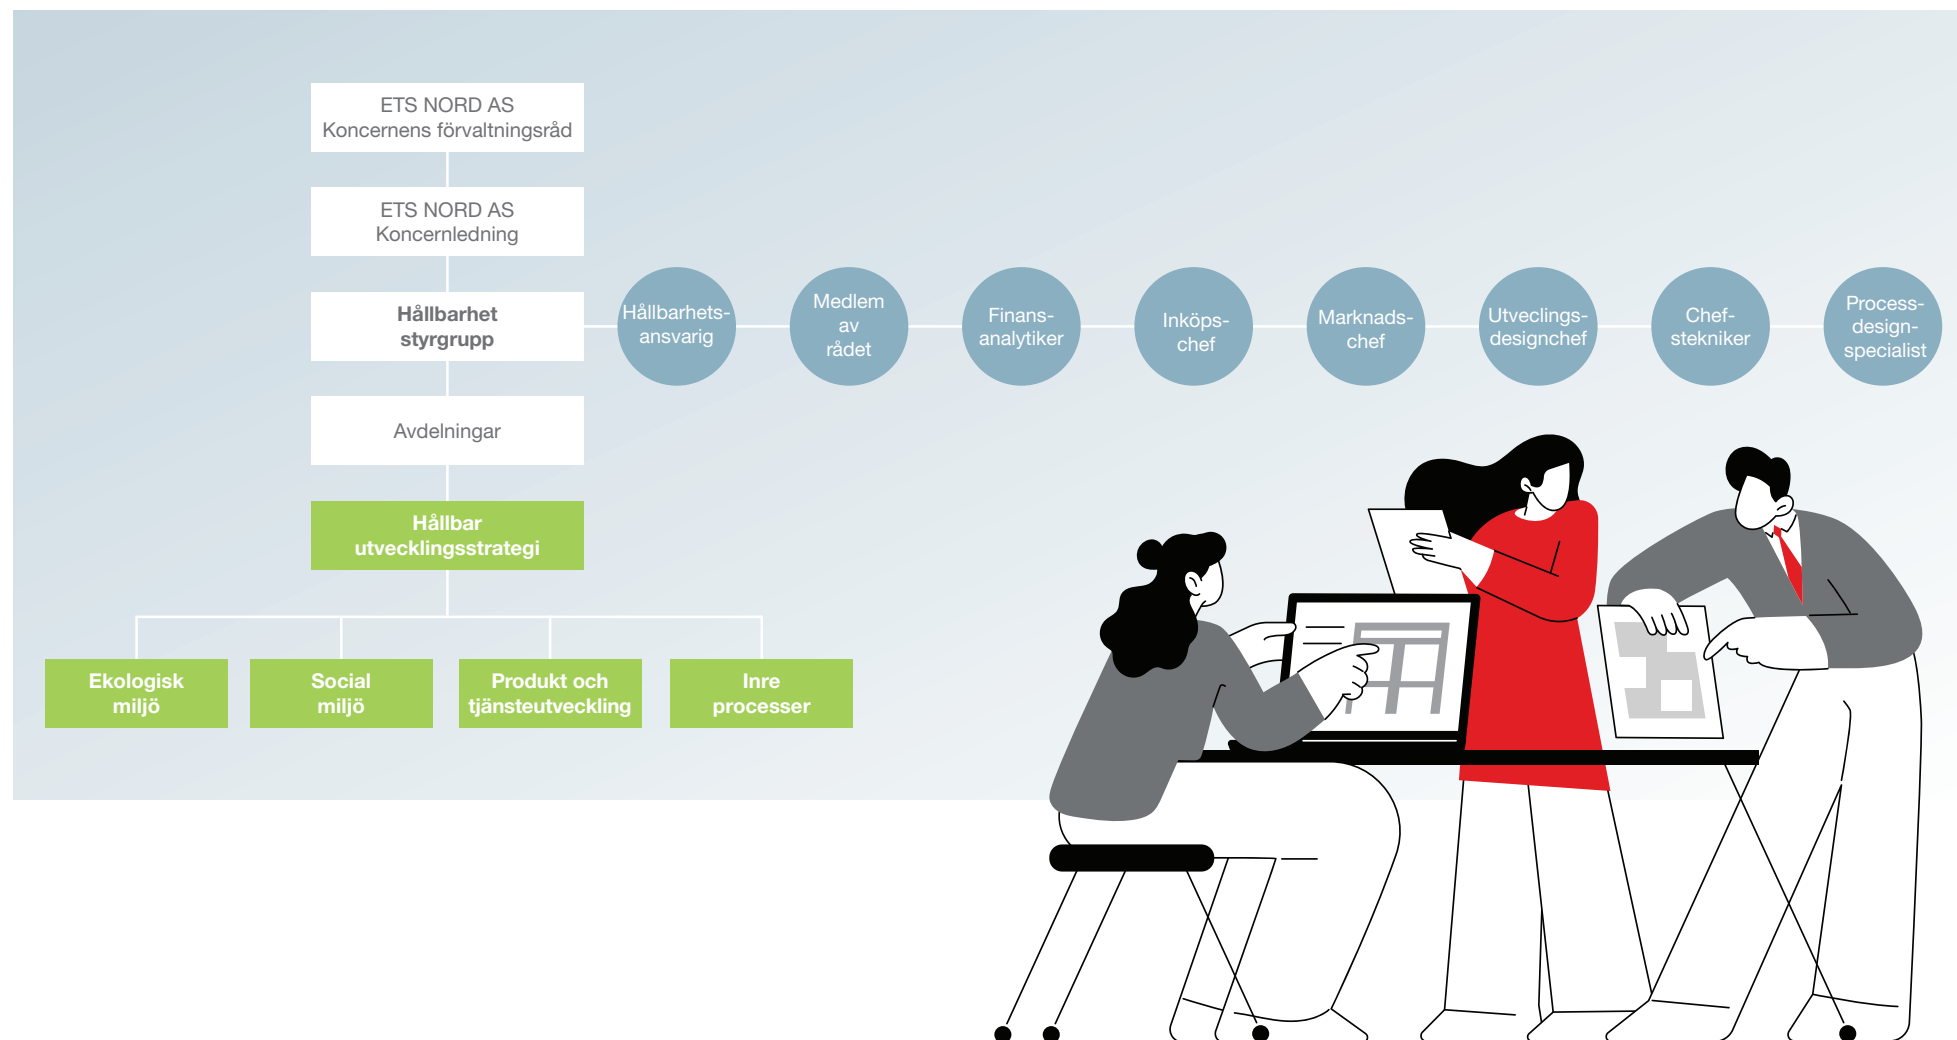 ETS NORD AS
Koncernens förvaltningsråd
ETS NORD AS
Koncernledning
Hållbarhet
styrgrupp
Hållbarhets-
ansvarig
Medlem
av
rådet
Finans-
analytiker
Inköps-
chef
Marknads-
chef
Utveclings-
designchef
Chef-
stekniker
Process-
design-
specialist
Avdelningar
Hållbar
utvecklingsstrategi
Ekologisk
miljö
Social
miljö
Produkt och
tjänsteutveckling
Inre
processer